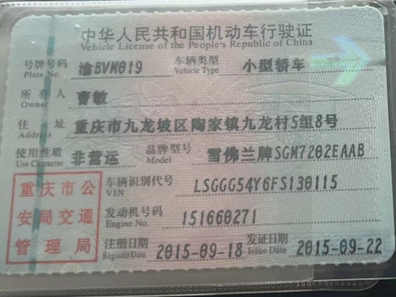 中华人民共和国机动车行驶证
Vehicle License of the People's Republic of China
号牌号码 渝BVM019 车辆类型 小型轿车
Plate No. Vehicle Type
所有人 曹敏
Owner
住址 重庆市九龙坡区陶家镇九龙村5组8号
Address
使用性质 非营运 品牌型号 雪佛兰牌SGM7202EAAB
Use Character Model
重庆市公安局交通管理局
车辆识别代号 LSGGG54Y6FS130115
VIN
发动机号码 151660271
Engine No.
注册日期 2015-09-18 发证日期 2015-09-22
Register Date Issue Date